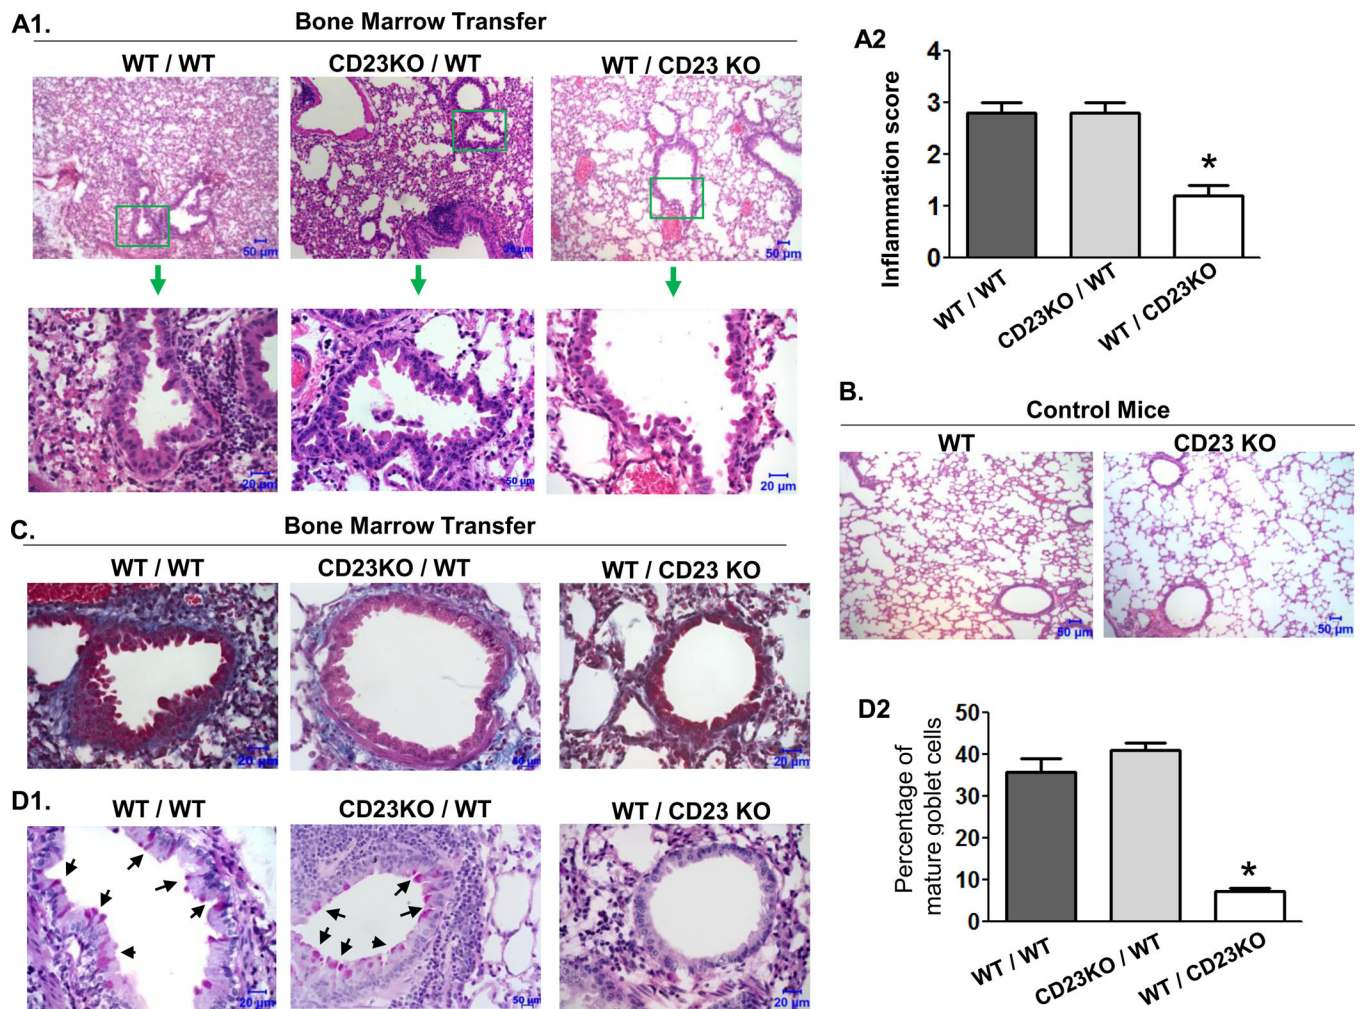 A1.
Bone Marrow Transfer
WT / WT
CD23KO / WT
WT / CD23 KO
50 µm
50 µm
20 µm
50 µm
20 µm
A2
Inflammation score
4
3
2
1
0
*
WT / WT
CD23KO / WT
WT / CD23KO
B.
Control Mice
WT
CD23 KO
50 µm
50 µm
C.
Bone Marrow Transfer
WT / WT
CD23KO / WT
WT / CD23 KO
20 µm
20 µm
D1.
WT / WT
CD23KO / WT
WT / CD23 KO
20 µm
50 µm
20 µm
D2
Percentage of
mature goblet cells
50
40
30
20
10
0
*
WT / WT
CD23KO / WT
WT / CD23KO